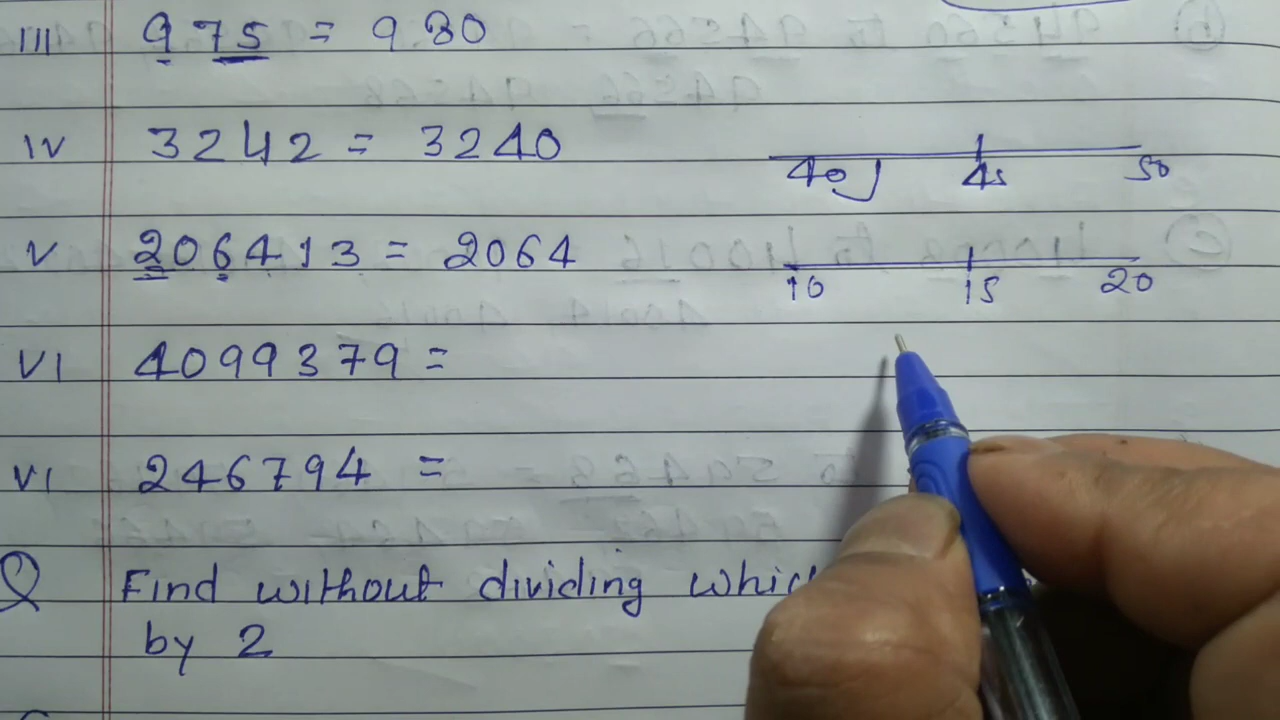 III 975 = 980
IV 3242 = 3240 40 45 50
V 206413 = 2064 10 15 20
VI 4099379 =
VI 246794 =
Q Find without dividing
by 2